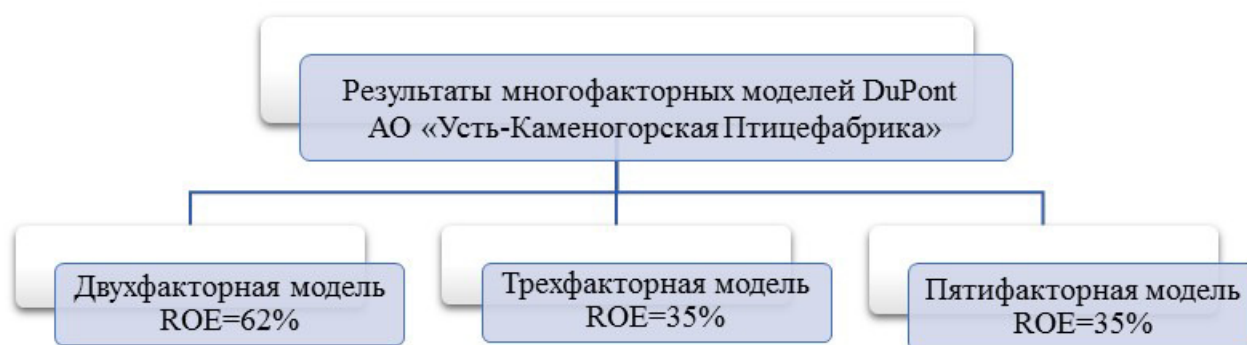 Результаты многофакторных моделей DuPont
АО «Усть-Каменогорская Птицефабрика»
Двухфакторная модель
ROE=62%
Трехфакторная модель
ROE=35%
Пятифакторная модель
ROE=35%